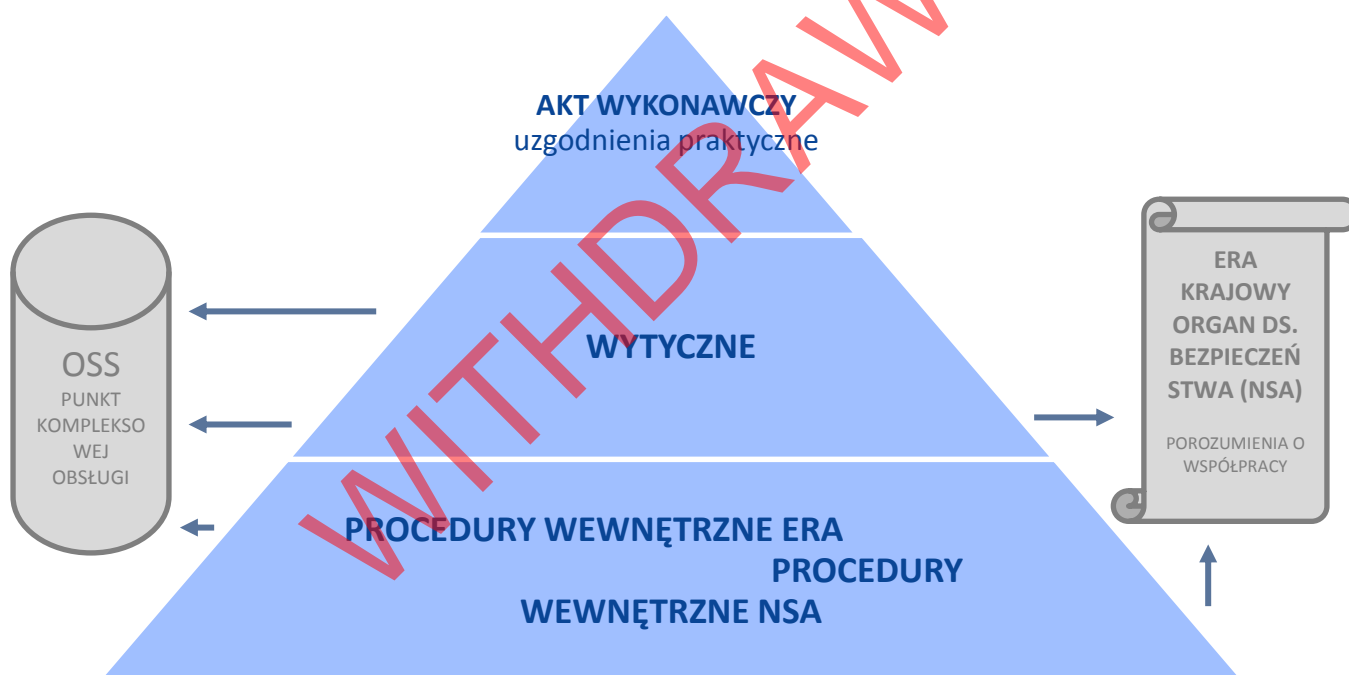 AKT WYKONAWCZY
uzgodnienia praktyczne
WYTYCZNE
PROCEDURY WEWNĘTRZNE ERA
PROCEDURY
WEWNĘTRZNE NSA
OSS
PUNKT
KOMPLEKSO
WEJ
OBSŁUGI
ERA
KRAJOWY
ORGAN DS.
BEZPIECZEŃ
STWA (NSA)
POROZUMIENIA O
WSPÓŁPRACY
WITHDRAW